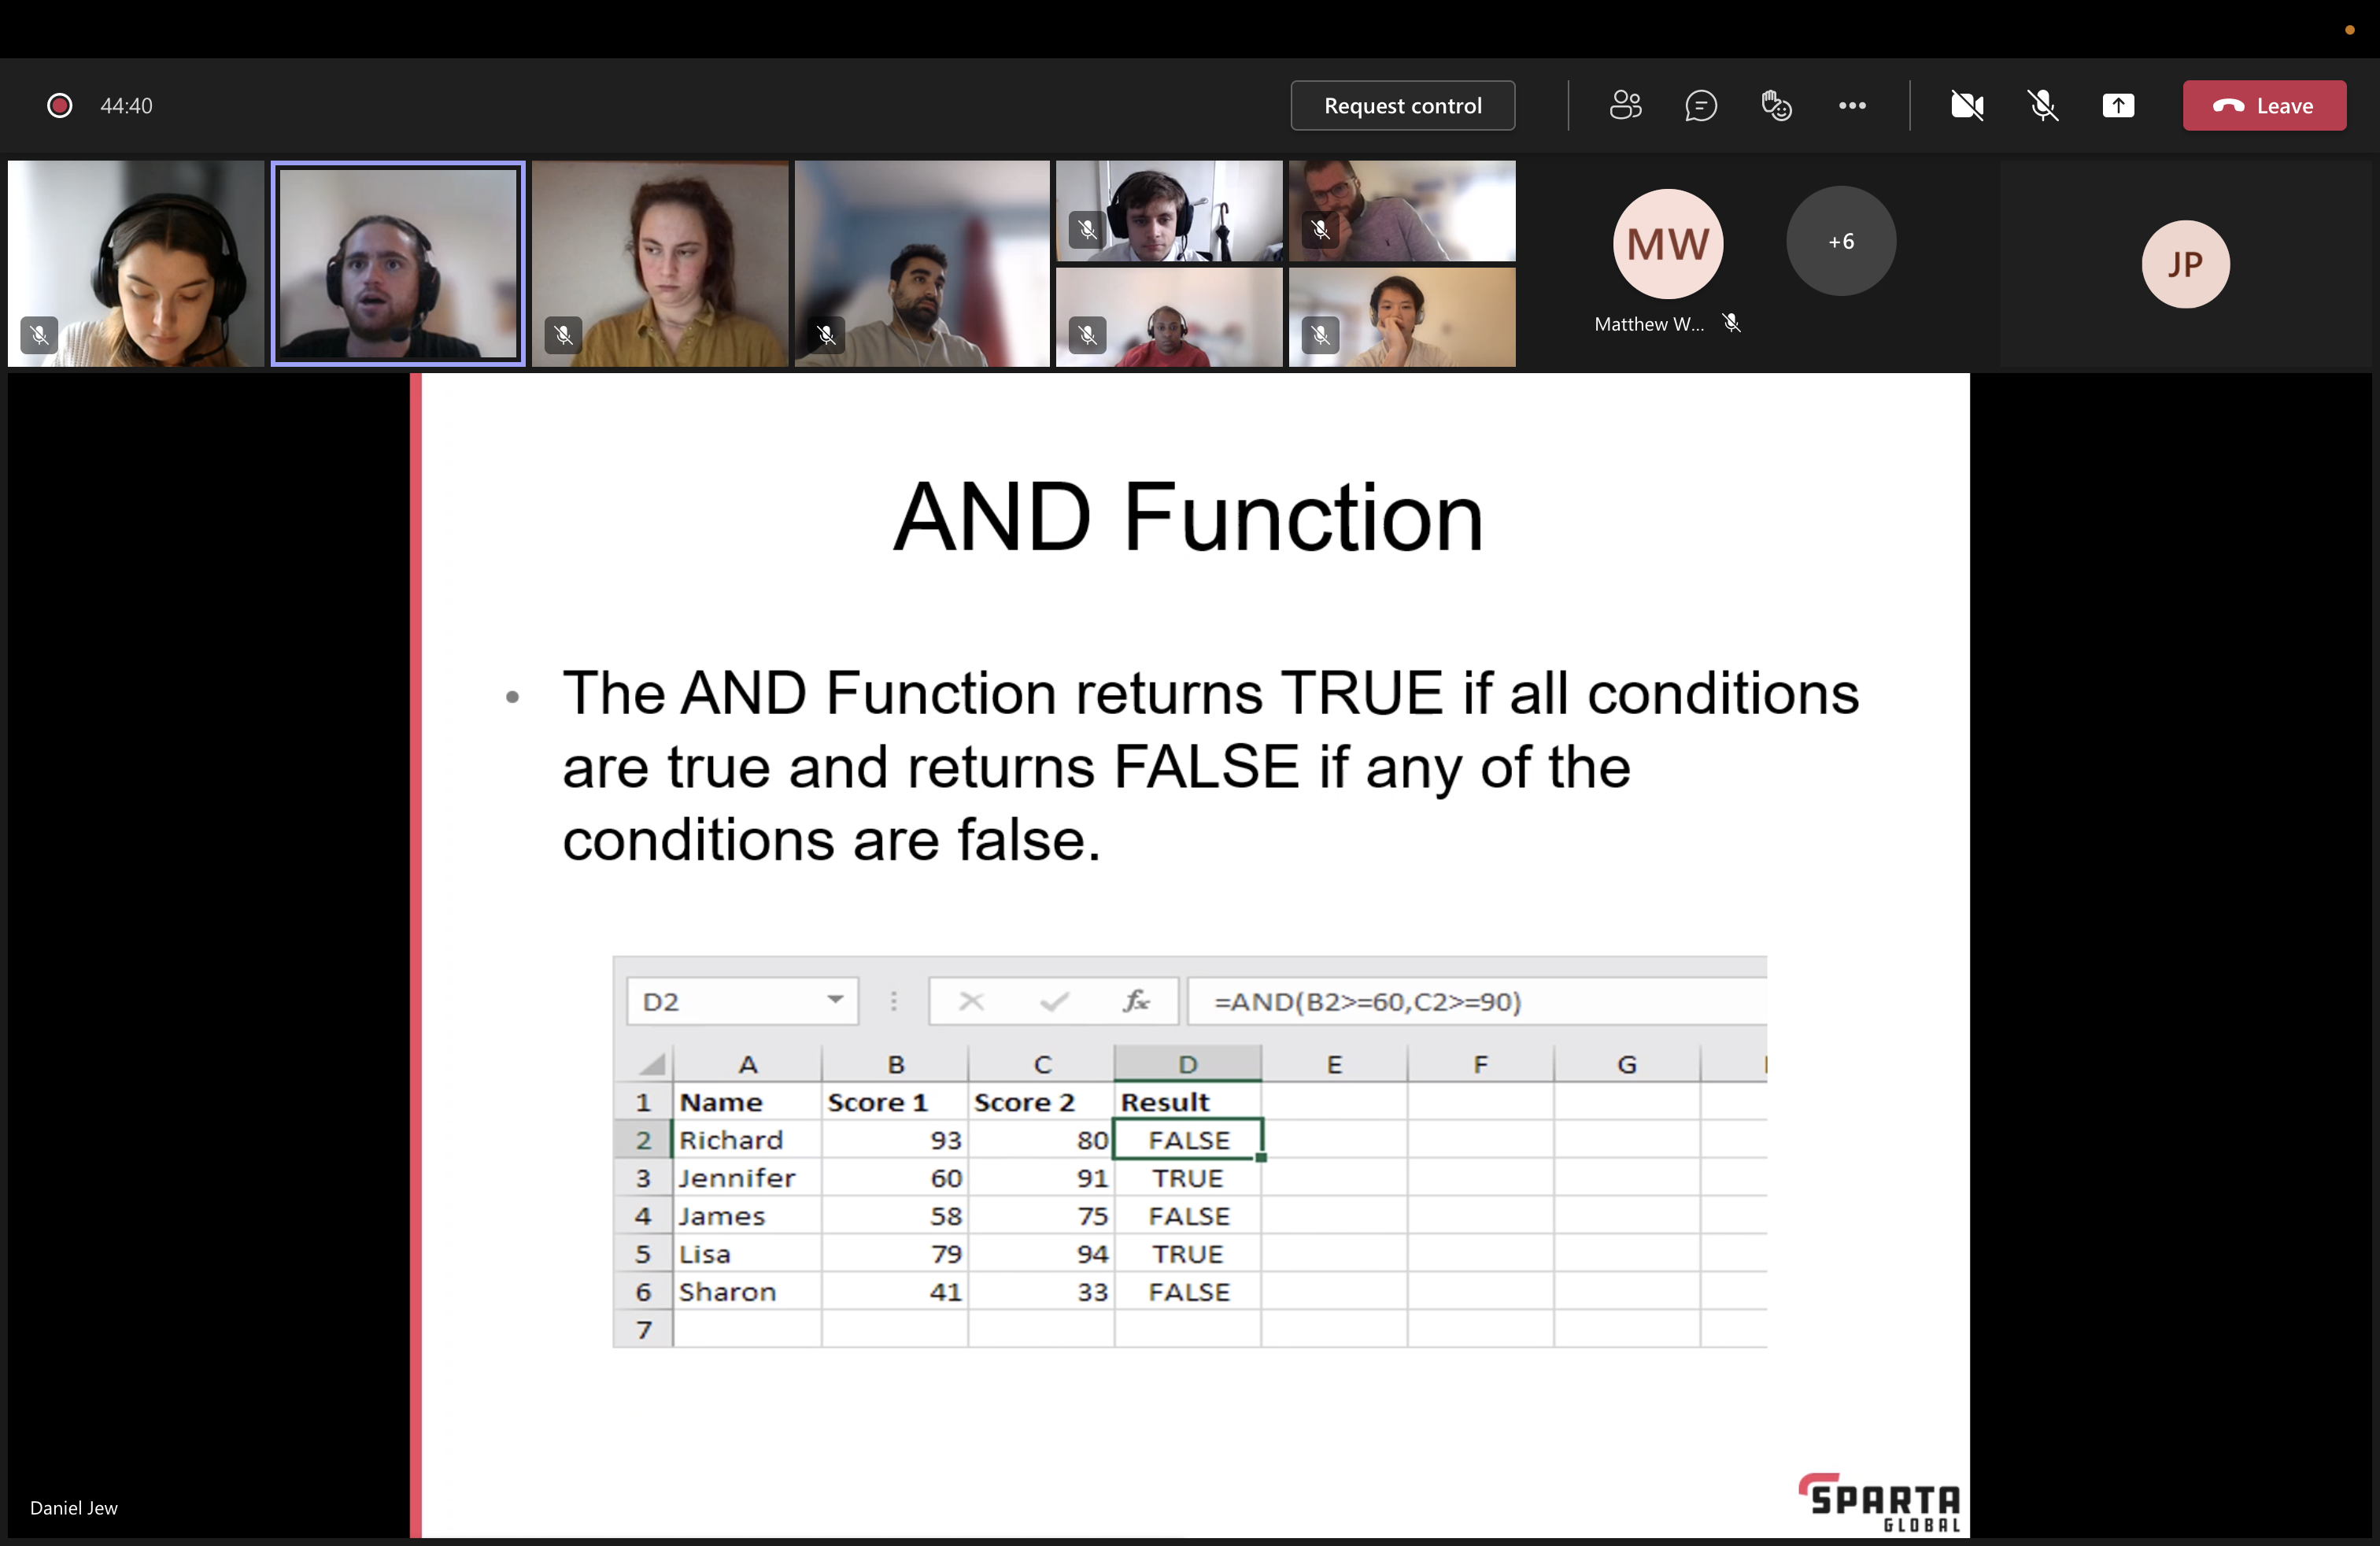 44:40
Request control
Leave
MW
+6
JP
Matthew W...
AND Function
• The AND Function returns TRUE if all conditions
are true and returns FALSE if any of the
conditions are false.
D2 fx =AND(B2>=60,C2>=90)
A B C D E F G
1 Name Score 1 Score 2 Result
2 Richard 93 80 FALSE
3 Jennifer 60 91 TRUE
4 James 58 75 FALSE
5 Lisa 79 94 TRUE
6 Sharon 41 33 FALSE
7
Daniel Jew
SPARTA
GLOBAL